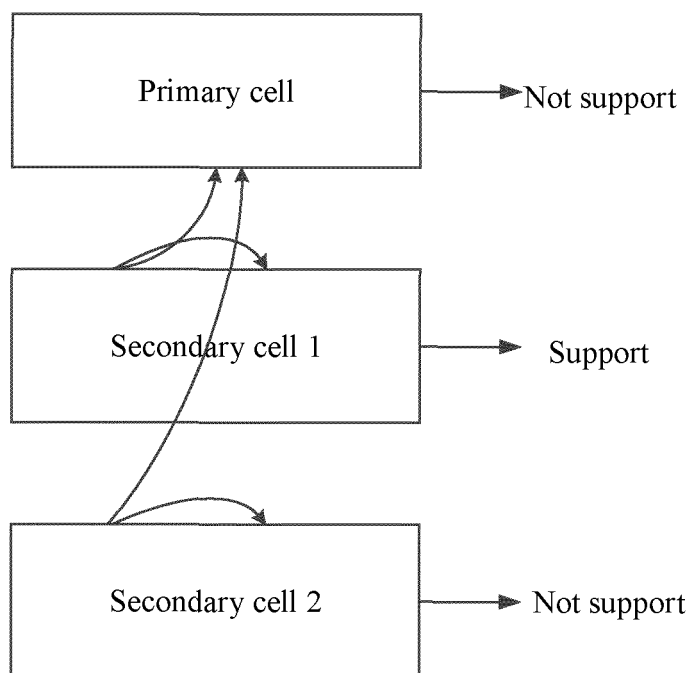 Primary cell
Not support
Secondary cell 1
Support
Secondary cell 2
Not support